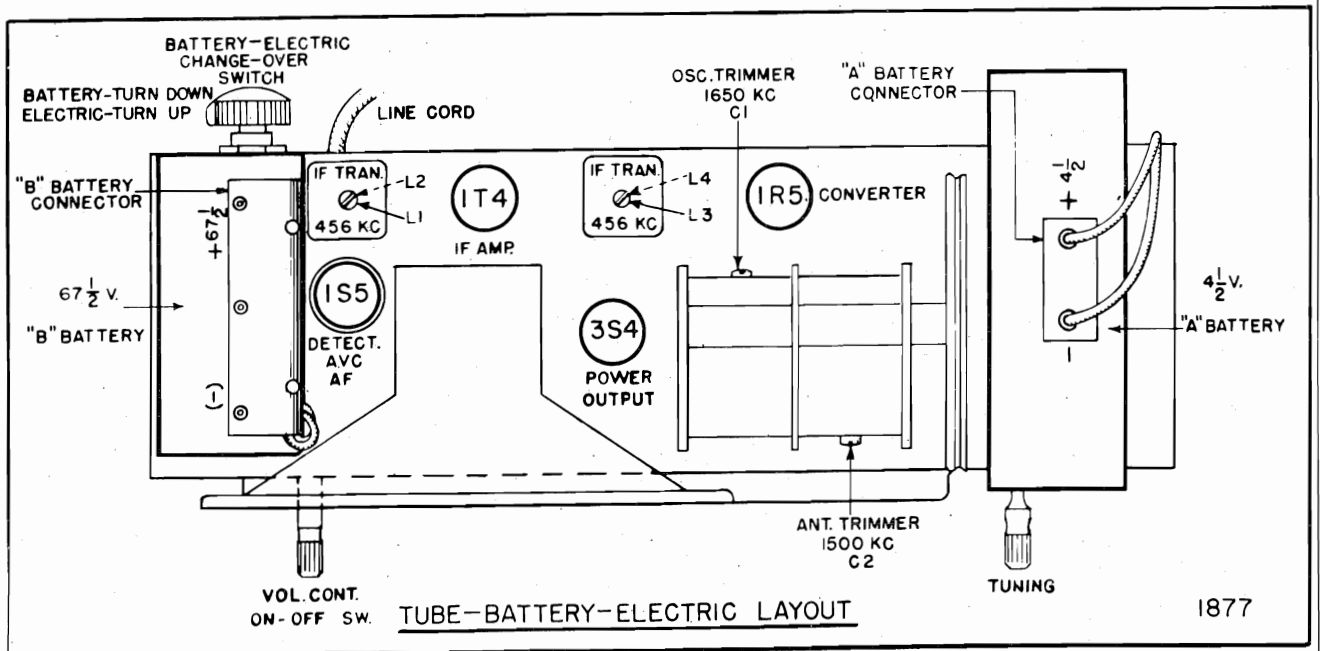 BATTERY-ELECTRIC
CHANGE-OVER
SWITCH
BATTERY-TURN DOWN
ELECTRIC-TURN UP
LINE CORD
OSC. TRIMMER
1650 KC
C1
"A" BATTERY
CONNECTOR
"B" BATTERY
CONNECTOR
+67 1/2
(-)
67 1/2 V.
"B" BATTERY
IF TRAN.
456 KC
L2
L1
1T4
IF AMP.
IF TRAN.
456 KC
L4
L3
1R5.
CONVERTER
1S5
DETECT.
AVC
AF
3S4
POWER
OUTPUT
+ 4 1/2
-
4 1/2 V.
"A" BATTERY
ANT. TRIMMER
1500 KC
C2
TUNING
VOL. CONT.
ON-OFF SW.
TUBE-BATTERY-ELECTRIC LAYOUT
1877